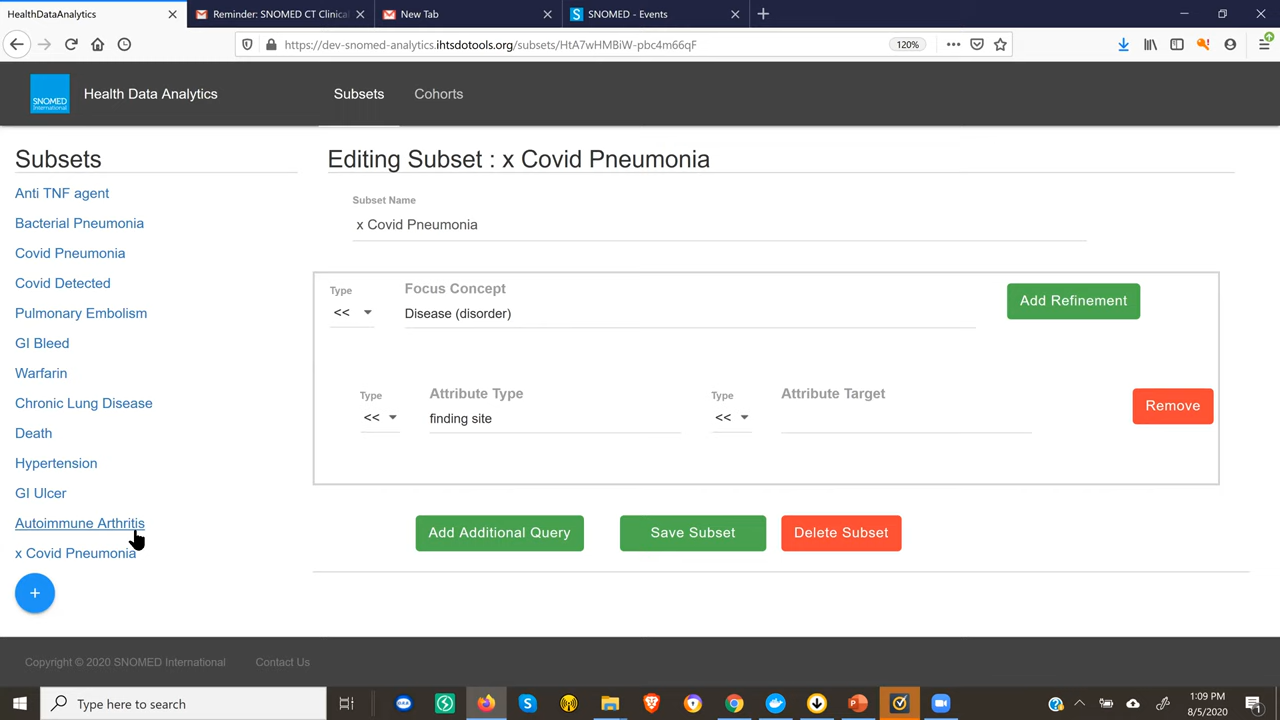 HealthDataAnalytics
Reminder: SNOMED CT Clinical
New Tab
SNOMED - Events
https://dev-snomed-analytics.ihtsdotools.org/subsets/HtA7wHMBiW-pbc4m66qF
120%
SNOMED
International
Health Data Analytics
Subsets
Cohorts
Subsets
Anti TNF agent
Bacterial Pneumonia
Covid Pneumonia
Covid Detected
Pulmonary Embolism
GI Bleed
Warfarin
Chronic Lung Disease
Death
Hypertension
GI Ulcer
Autoimmune Arthritis
x Covid Pneumonia
+
Editing Subset : x Covid Pneumonia
Subset Name
x Covid Pneumonia
Type
Focus Concept
<<
Disease (disorder)
Add Refinement
Type
Attribute Type
Type
Attribute Target
<<
finding site
<<
Remove
Add Additional Query
Save Subset
Delete Subset
Copyright © 2020 SNOMED International
Contact Us
Type here to search
1:09 PM
8/5/2020